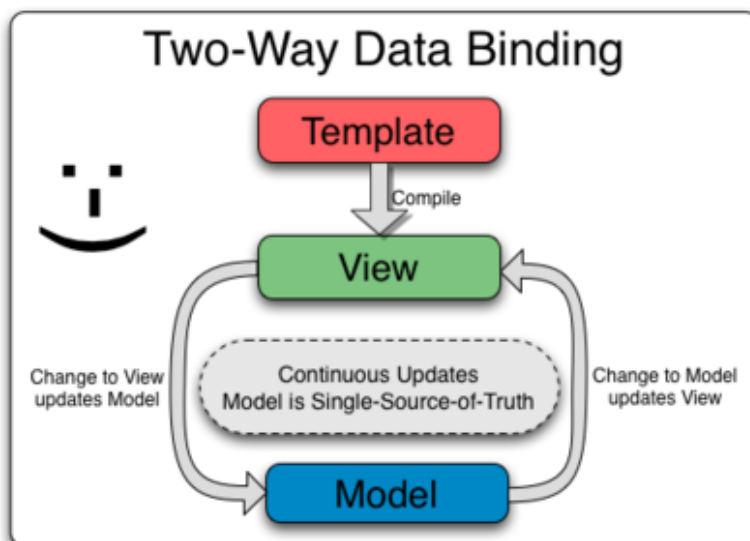 Two-Way Data Binding
Template
Compile
View
Change to View
updates Model
Continuous Updates
Model is Single-Source-of-Truth
Change to Model
updates View
Model